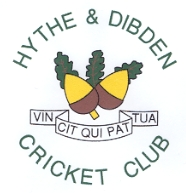 HYTHE & DIBDEN
VIN CIT QUI PAT TUA
CRICKET CLUB